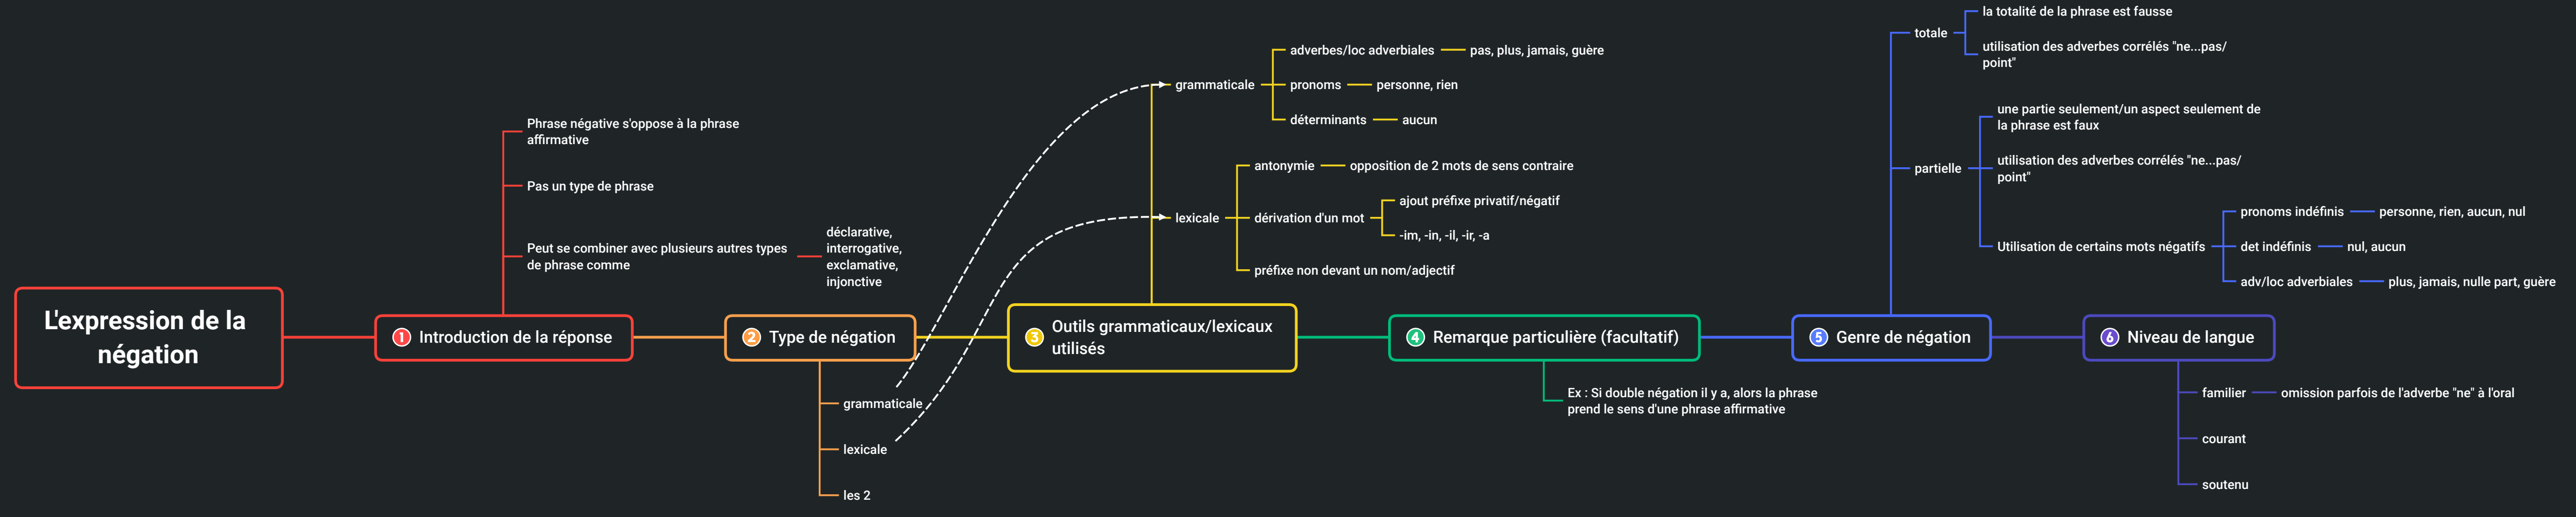 L'expression de la
négation
1 Introduction de la réponse
Phrase négative s'oppose à la phrase
affirmative
Pas un type de phrase
Peut se combiner avec plusieurs autres types
de phrase comme
déclarative,
interrogative,
exclamative,
injonctive
2 Type de négation
grammaticale
lexicale
les 2
3 Outils grammaticaux/lexicaux
utilisés
grammaticale
adverbes/loc adverbiales
pas, plus, jamais, guère
pronoms
personne, rien
déterminants
aucun
lexicale
antonymie
opposition de 2 mots de sens contraire
dérivation d'un mot
ajout préfixe privatif/négatif
-im, -in, -il, -ir, -a
préfixe non devant un nom/adjectif
4 Remarque particulière (facultatif)
Ex : Si double négation il y a, alors la phrase
prend le sens d'une phrase affirmative
5 Genre de négation
totale
la totalité de la phrase est fausse
utilisation des adverbes corrélés "ne...pas/
point"
partielle
une partie seulement/un aspect seulement de
la phrase est faux
utilisation des adverbes corrélés "ne...pas/
point"
Utilisation de certains mots négatifs
pronoms indéfinis
personne, rien, aucun, nul
det indéfinis
nul, aucun
adv/loc adverbiales
plus, jamais, nulle part, guère
6 Niveau de langue
familier
omission parfois de l'adverbe "ne" à l'oral
courant
soutenu